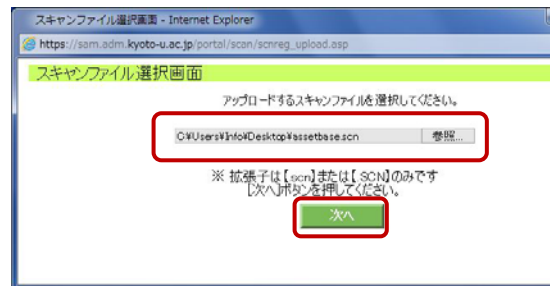 スキャンファイル選択画面 - Internet Explorer
https://sam.adm.kyoto-u.ac.jp/portal/scan/scnreg_upload.asp
スキャンファイル選択画面
アップロードするスキャンファイルを選択してください。
C:¥Users¥Info¥Desktop¥assetbase.scn 参照...
※ 拡張子は【.scn】または【.SCN】のみです
[次へ]ボタンを押してください。
次へ